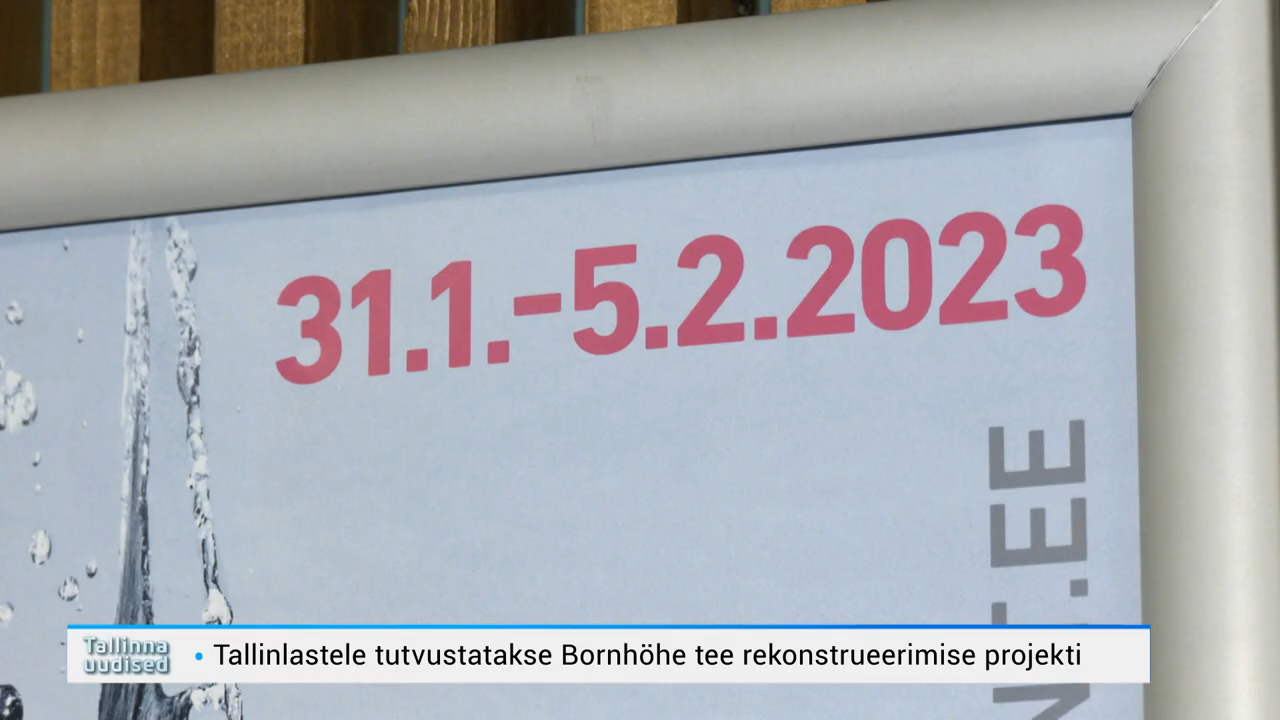 31.1.-5.2.2023
.EE
Tallinna
uudised
• Tallinlastele tutvustatakse Bornhöhe tee rekonstrueerimise projekti